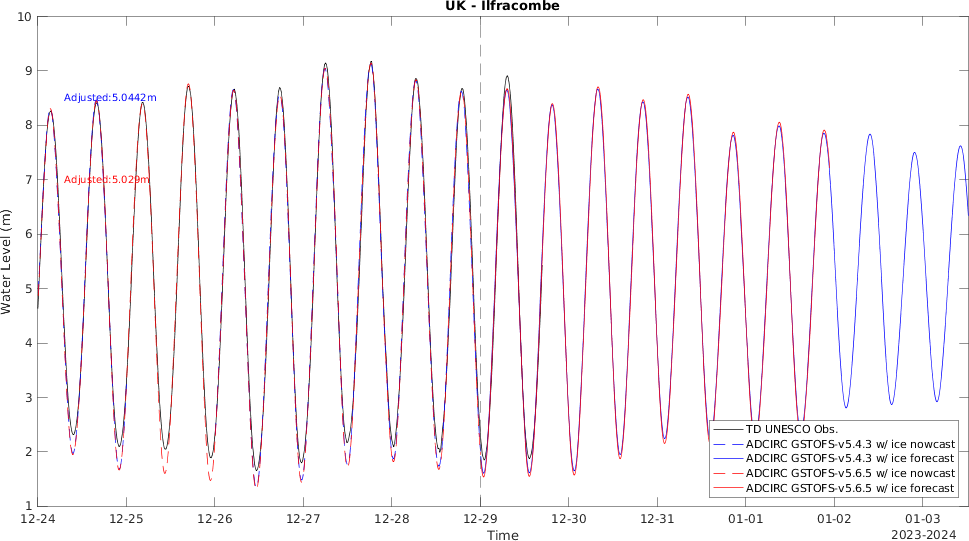 UK - Ilfracombe
10
9
8
7
6
5
4
3
2
1
Water Level (m)
Adjusted:5.0442m
Adjusted:5.029m
TD UNESCO Obs.
ADCIRC GSTOFS-v5.4.3 w/ ice nowcast
ADCIRC GSTOFS-v5.4.3 w/ ice forecast
ADCIRC GSTOFS-v5.6.5 w/ ice nowcast
ADCIRC GSTOFS-v5.6.5 w/ ice forecast
12-24 12-25 12-26 12-27 12-28 12-29 12-30 12-31 01-01 01-02 01-03
Time
2023-2024